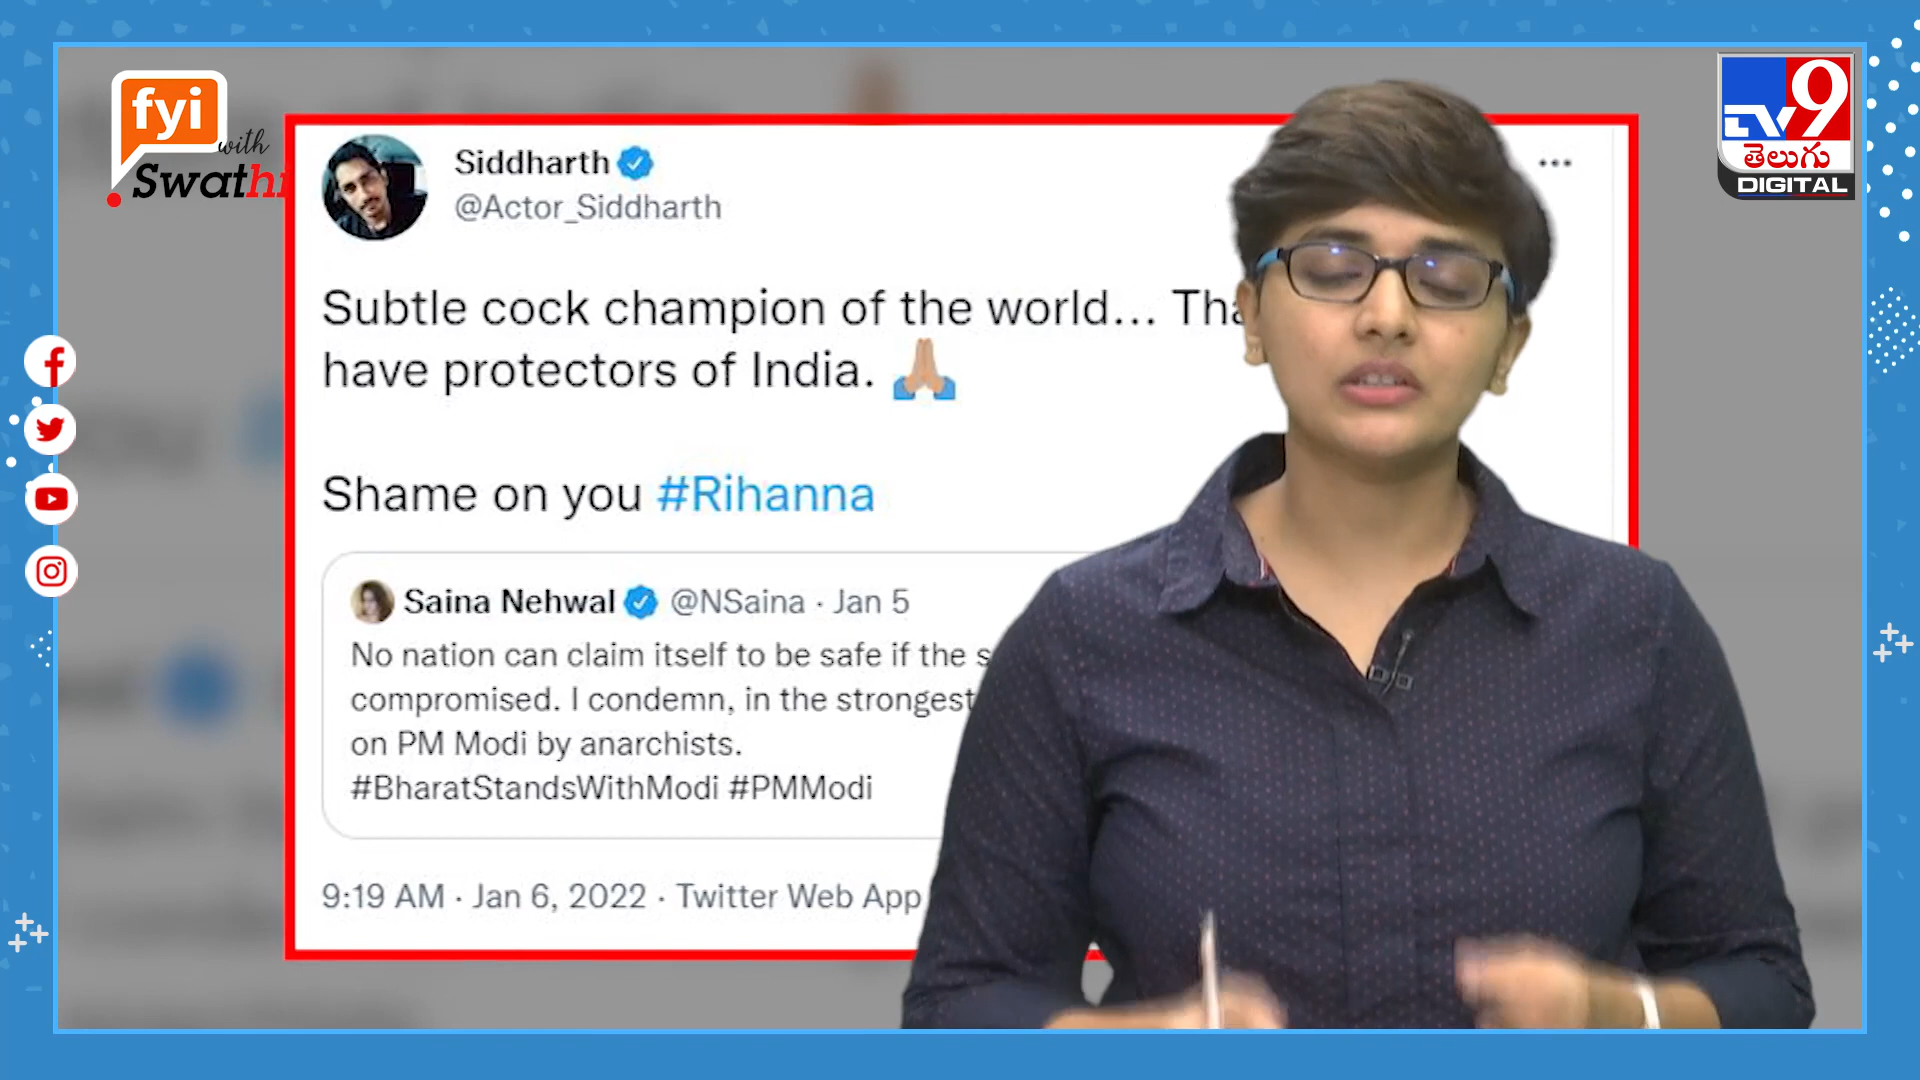 fyi
with
Swathi
TV9
తెలుగు
DIGITAL
Siddharth
@Actor_Siddharth
Subtle cock champion of the world...
have protectors of India.
Shame on you #Rihanna
Saina Nehwal @NSaina · Jan 5
No nation can claim itself to be safe if the
compromised. I condemn, in the strongest
on PM Modi by anarchists.
#BharatStandsWithModi #PMModi
9:19 AM · Jan 6, 2022 · Twitter Web App